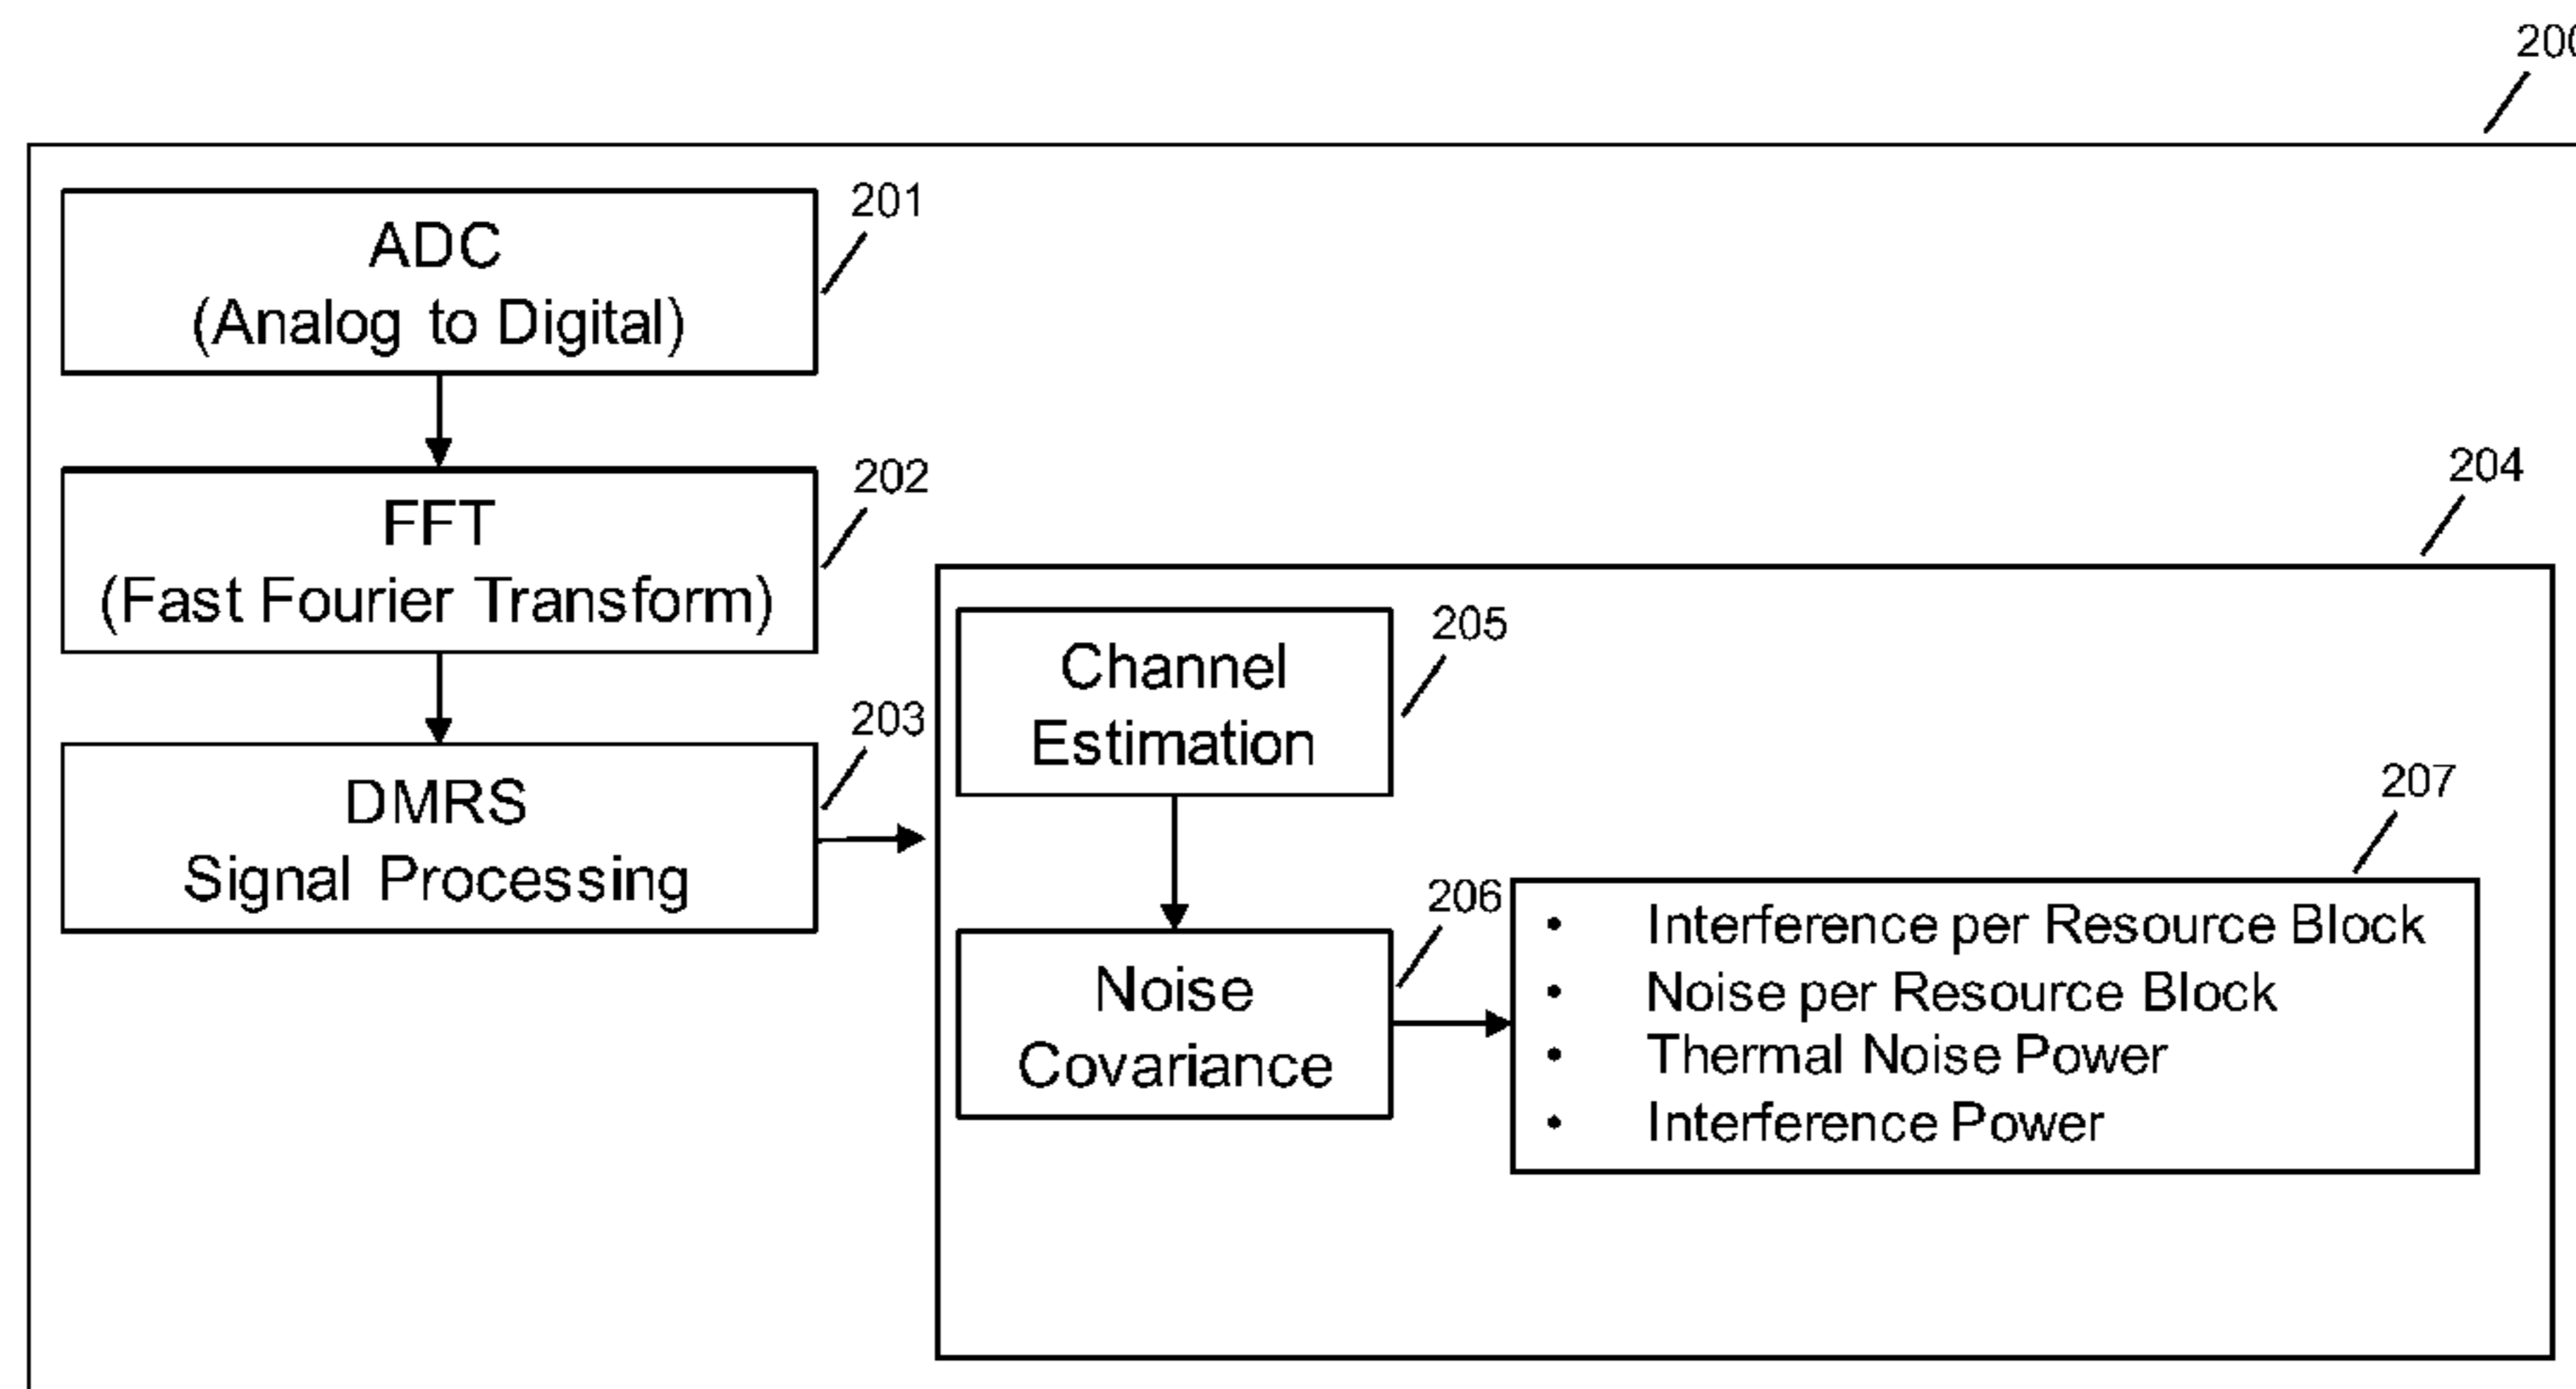 200
201
ADC
(Analog to Digital)
202
FFT
(Fast Fourier Transform)
203
DMRS
Signal Processing
204
205
Channel
Estimation
206
Noise
Covariance
207
• Interference per Resource Block
• Noise per Resource Block
• Thermal Noise Power
• Interference Power